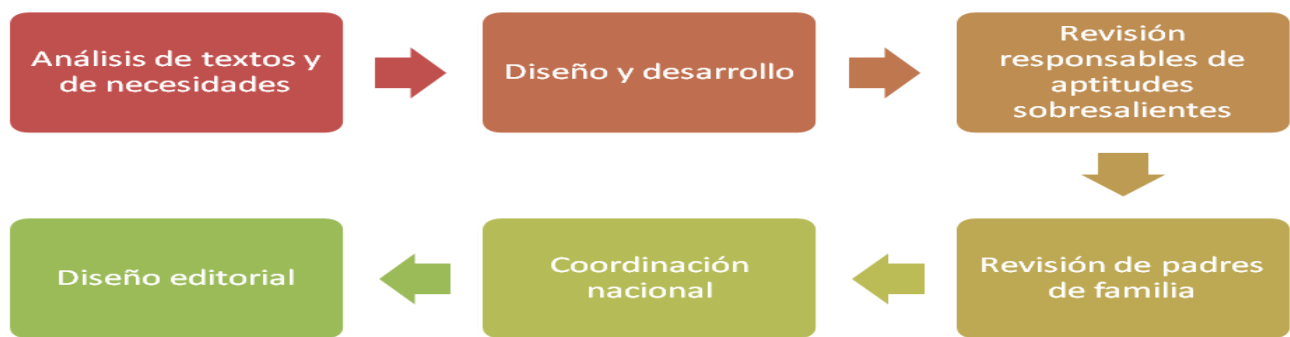 Análisis de textos y
de necesidades
Diseño y desarrollo
Revisión
responsables de
aptitudes
sobresalientes
Revisión de padres
de familia
Coordinación
nacional
Diseño editorial